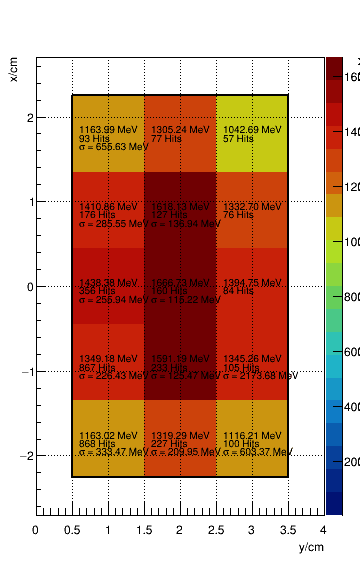 x/cm
2
1
0
−1
−2
0 0.5 1 1.5 2 2.5 3 3.5 4
y/cm
1163.99 MeV
93 Hits
σ = 655.63 MeV
1305.24 MeV
77 Hits
1042.69 MeV
57 Hits
1410.86 MeV
176 Hits
σ = 285.55 MeV
1332.70 MeV
76 Hits
1438.38 MeV
356 Hits
σ = 255.94 MeV
σ = 115.22 MeV
1394.75 MeV
84 Hits
1349.18 MeV
867 Hits
σ = 226.43 MeV
233 Hits
σ = 125.47 MeV
1345.26 MeV
105 Hits
σ = 2173.68 MeV
1163.02 MeV
868 Hits
σ = 333.47 MeV
1319.29 MeV
227 Hits
σ = 209.95 MeV
1116.21 MeV
100 Hits
σ = 603.37 MeV
160
140
120
100
800
600
400
200